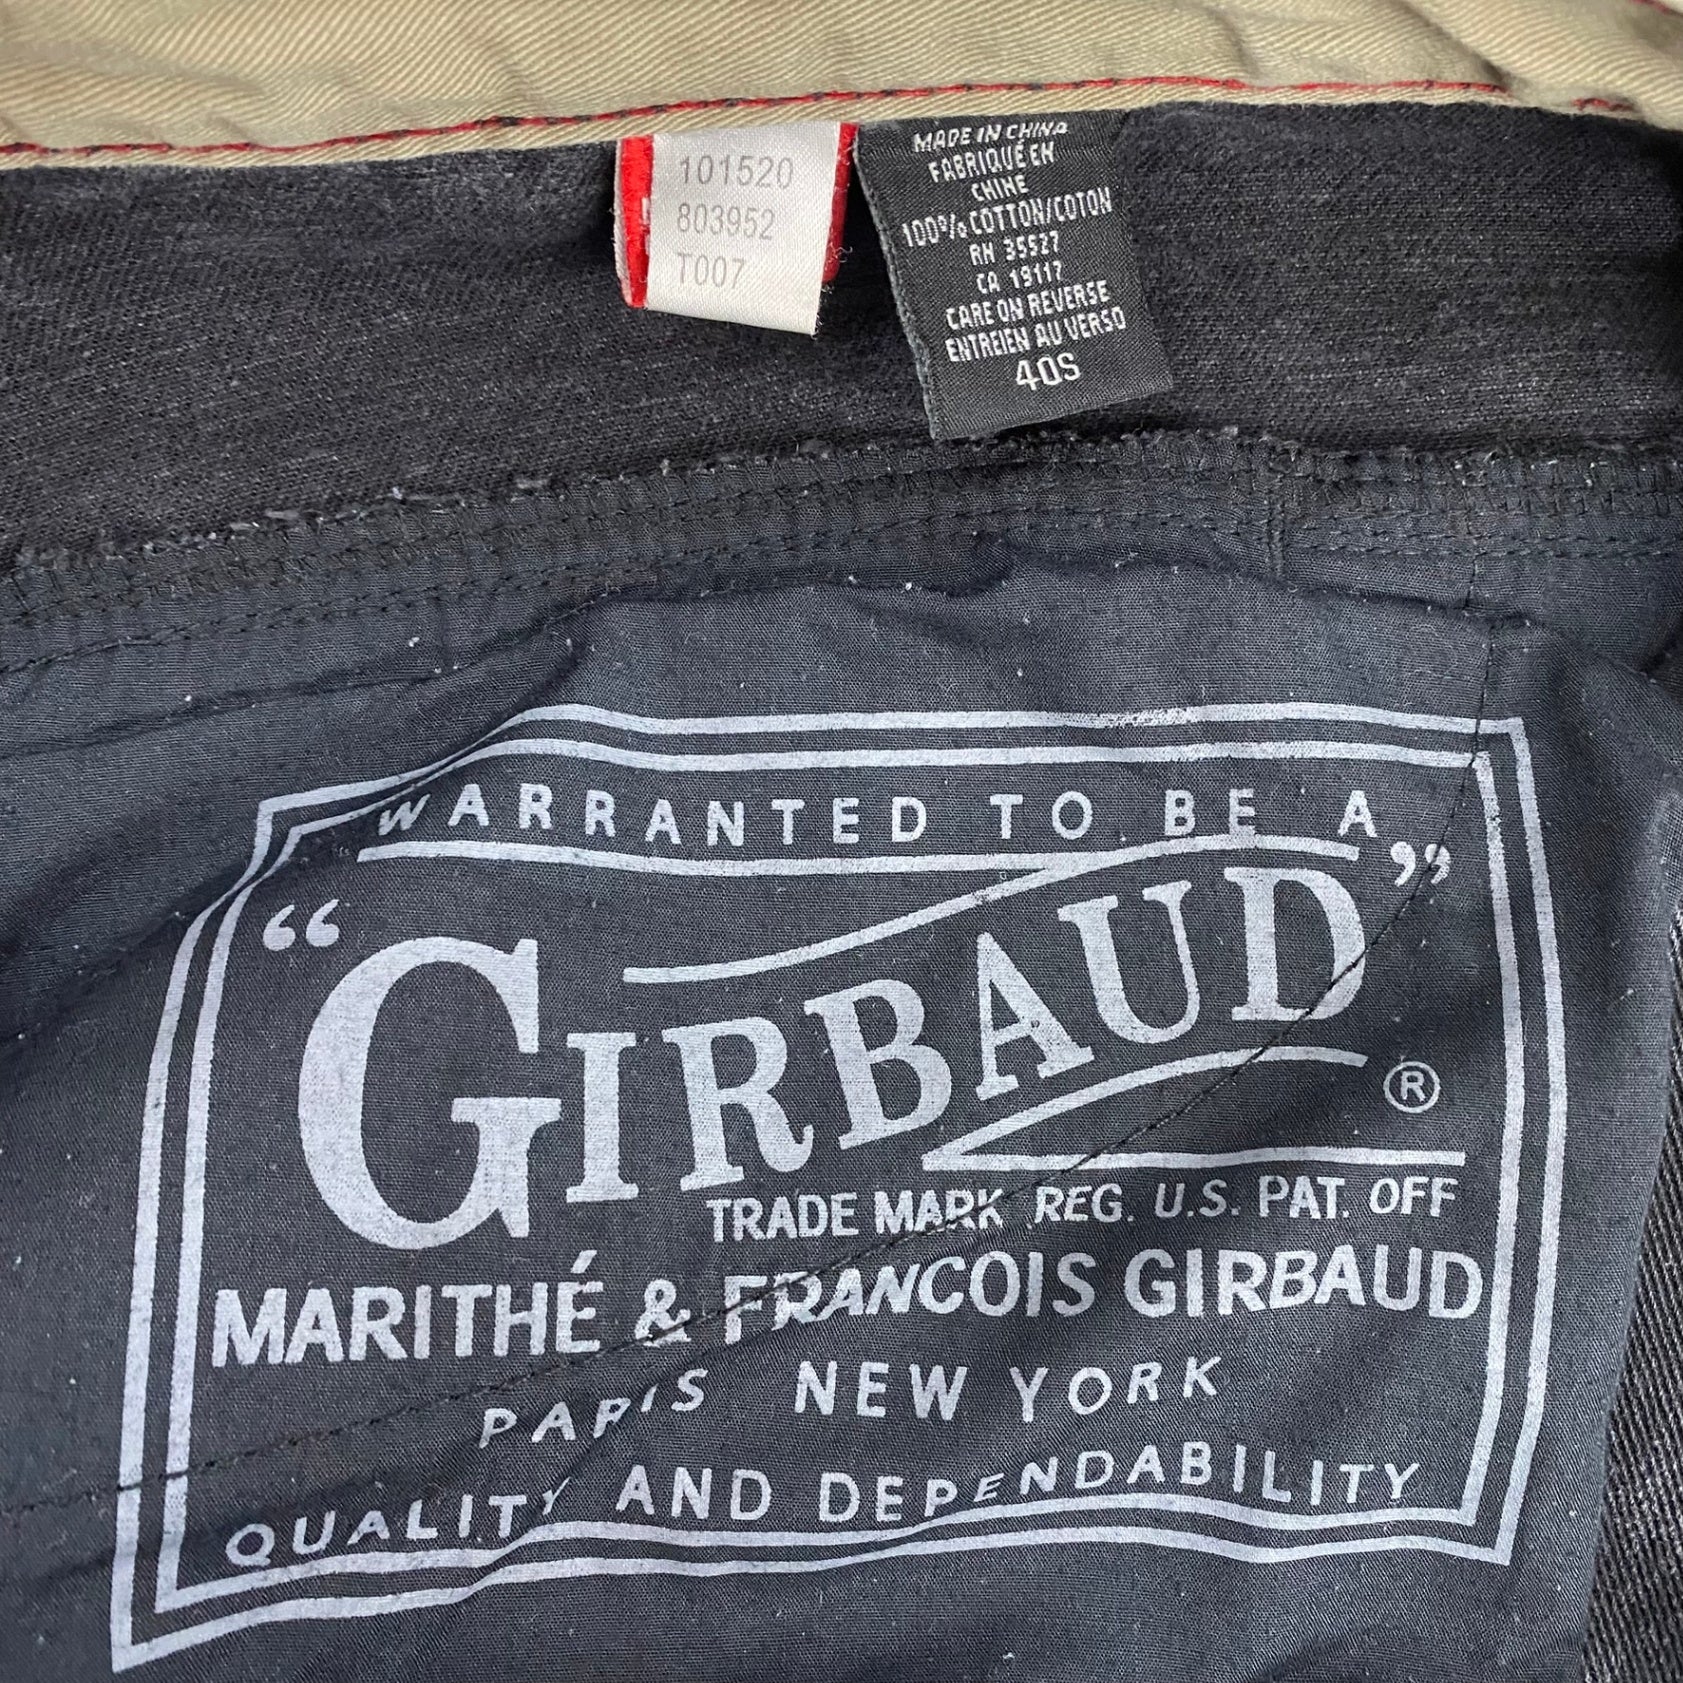 101520
803952
T007
MADE IN CHINA
FABRIQUÉ EN
CHINE
100% COTTON/COTON
RN 35527
CA 19117
CARE ON REVERSE
ENTREIEN AU VERSO
40S
WARRANTED TO BE A
“GIRBAUD”
®
TRADE MARK REG. U.S. PAT. OFF
MARITHÉ & FRANCOIS GIRBAUD
PARIS NEW YORK
QUALITY AND DEPENDABILITY